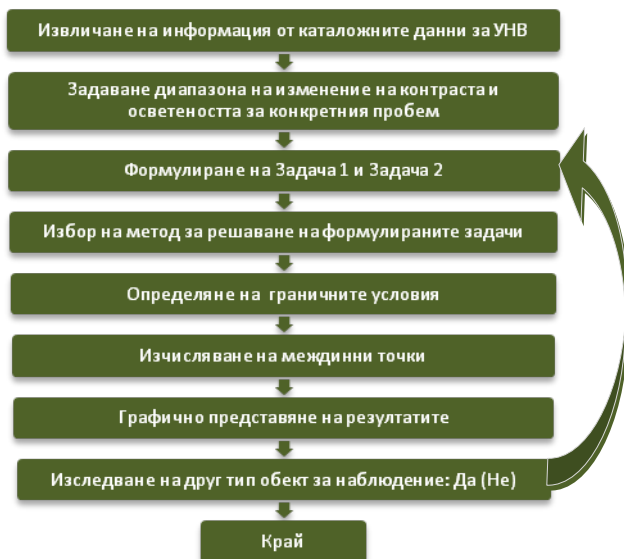 Извличане на информация от каталожните данни за УНВ
Задаване диапазона на изменение на контраста и
осветеността за конкретния пробем
Формулиране на Задача 1 и Задача 2
Избор на метод за решаване на формулираните задачи
Определяне на граничните условия
Изчисляване на междинни точки
Графично представяне на резултатите
Изследване на друг тип обект за наблюдение: Да (Не)
Край